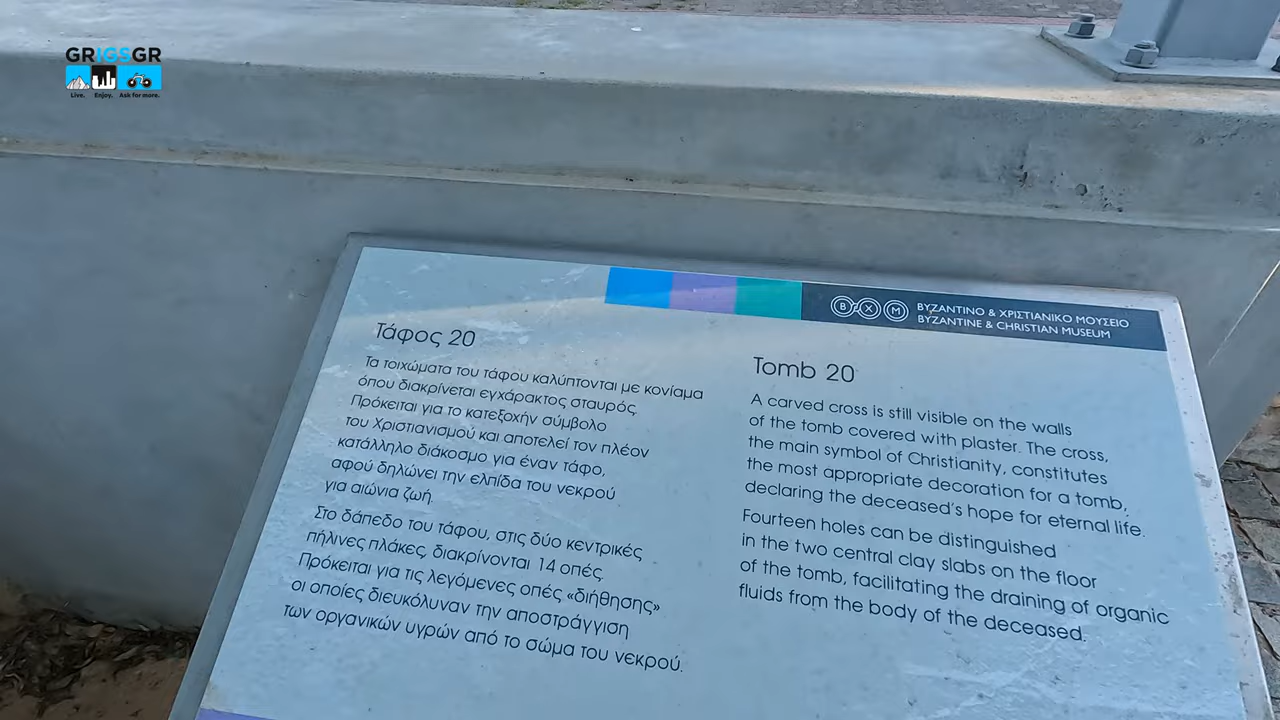 GRIGSGR
Live. Enjoy. Ask for more.
B X M
ΒΥΖΑΝΤΙΝΟ & ΧΡΙΣΤΙΑΝΙΚΟ ΜΟΥΣΕΙΟ
BYZANTINE & CHRISTIAN MUSEUM
Τάφος 20
Τα τοιχώματα του τάφου καλύπτονται με κονίαμα
όπου διακρίνεται εγχάρακτος σταυρός.
Πρόκειται για το κατεξοχήν σύμβολο
του Χριστιανισμού και αποτελεί τον πλέον
κατάλληλο διάκοσμο για έναν τάφο,
αφού δηλώνει την ελπίδα του νεκρού
για αιώνια ζωή.
Στο δάπεδο του τάφου, στις δύο κεντρικές
πήλινες πλάκες, διακρίνονται 14 οπές.
Πρόκειται για τις λεγόμενες οπές «διήθησης»
οι οποίες διευκόλυναν την αποστράγγιση
των οργανικών υγρών από το σώμα του νεκρού.
Tomb 20
A carved cross is still visible on the walls
of the tomb covered with plaster. The cross,
the main symbol of Christianity, constitutes
the most appropriate decoration for a tomb,
declaring the deceased's hope for eternal life.
Fourteen holes can be distinguished
in the two central clay slabs on the floor
of the tomb, facilitating the draining of organic
fluids from the body of the deceased.